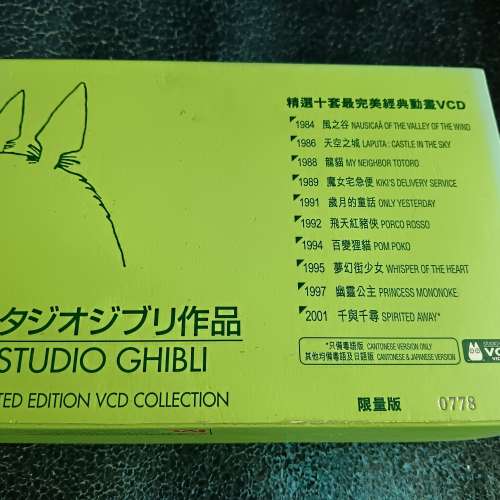 精選十套最完美經典動畫VCD
1984 風之谷 NAUSICAÄ OF THE VALLEY OF THE WIND
1986 天空之城 LAPUTA : CASTLE IN THE SKY
1988 龍貓 MY NEIGHBOR TOTORO
1989 魔女宅急便 KIKI'S DELIVERY SERVICE
1991 歲月的童話 ONLY YESTERDAY
1992 飛天紅豬俠 PORCO ROSSO
1994 百變狸貓 POM POKO
1995 夢幻街少女 WHISPER OF THE HEART
1997 幽靈公主 PRINCESS MONONOKE
2001 千與千尋 SPIRITED AWAY*
タジオジブリ作品
STUDIO GHIBLI
TED EDITION VCD COLLECTION
*只備粵語版 CANTONESE VERSION ONLY
其他均備粵語及日語版 CANTONESE & JAPANESE VERSION
限量版 0778